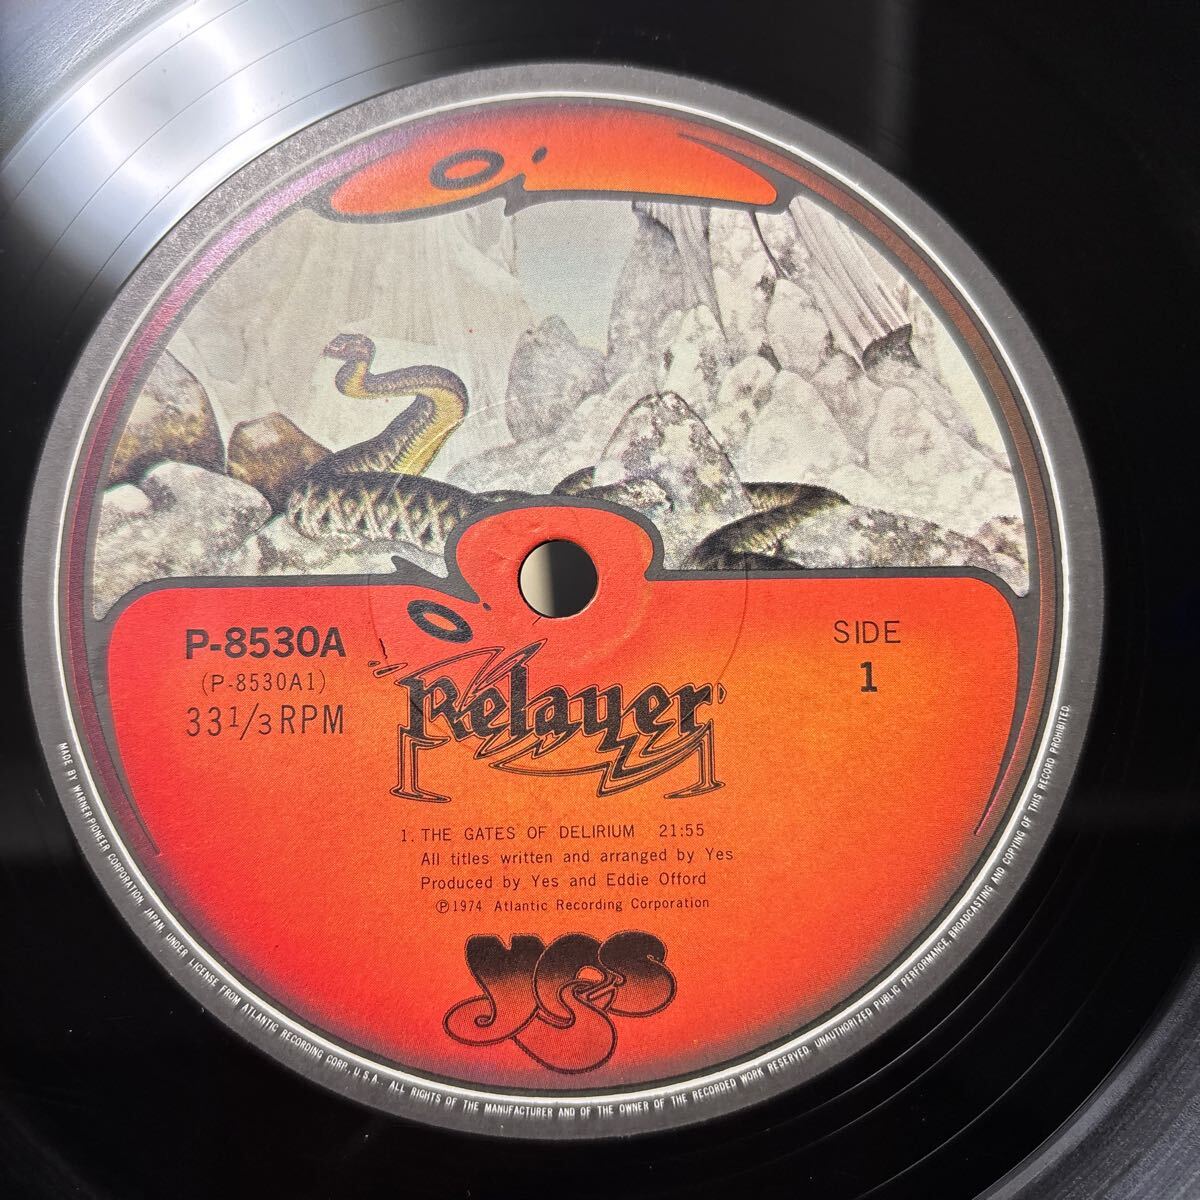 P-8530A
(P-8530A1)
33 1/3 RPM
SIDE
1
Relayer
1. THE GATES OF DELIRIUM 21:55
All titles written and arranged by Yes
Produced by Yes and Eddie Offord
Ⓟ1974 Atlantic Recording Corporation
yes
MADE BY WARNER-PIONEER CORPORATION, JAPAN, UNDER LICENSE FROM ATLANTIC RECORDING CORP., U.S.A.. ALL RIGHTS OF THE MANUFACTURER AND OF THE OWNER OF THE RECORDED WORK RESERVED. UNAUTHORIZED PUBLIC PERFORMANCE, BROADCASTING AND COPYING OF THIS RECORD PROHIBITED.